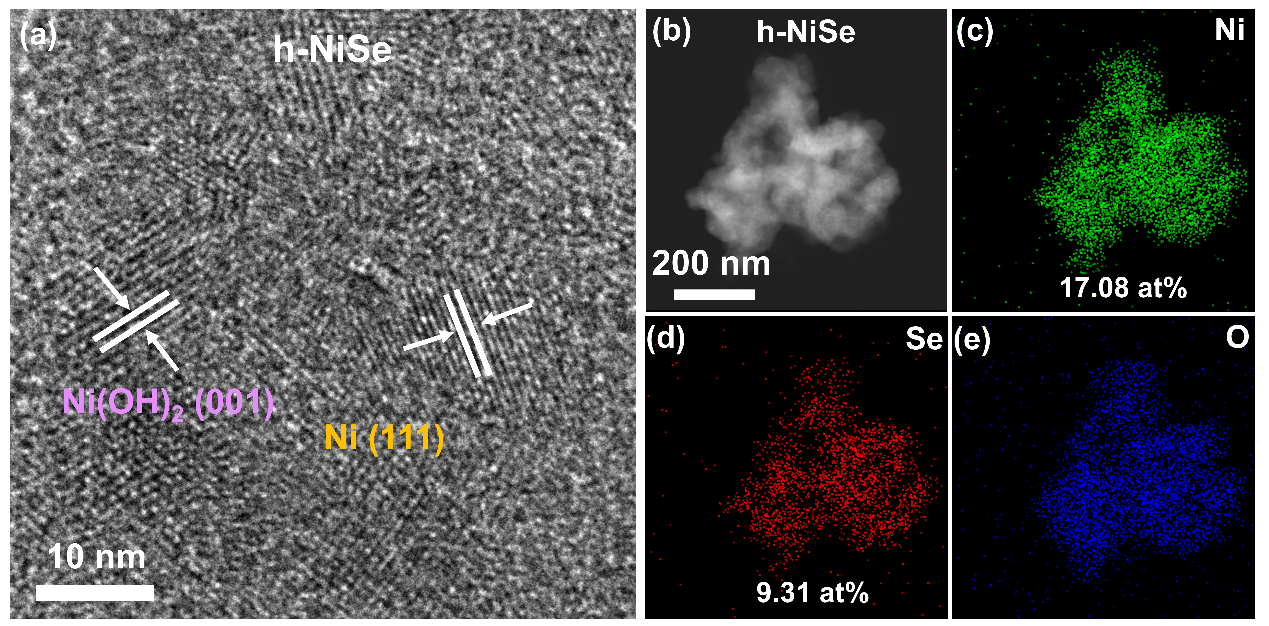 (a)
h-NiSe
Ni(OH)₂ (001)
Ni (111)
10 nm
(b)
h-NiSe
200 nm
(c)
Ni
17.08 at%
(d)
Se
9.31 at%
(e)
O